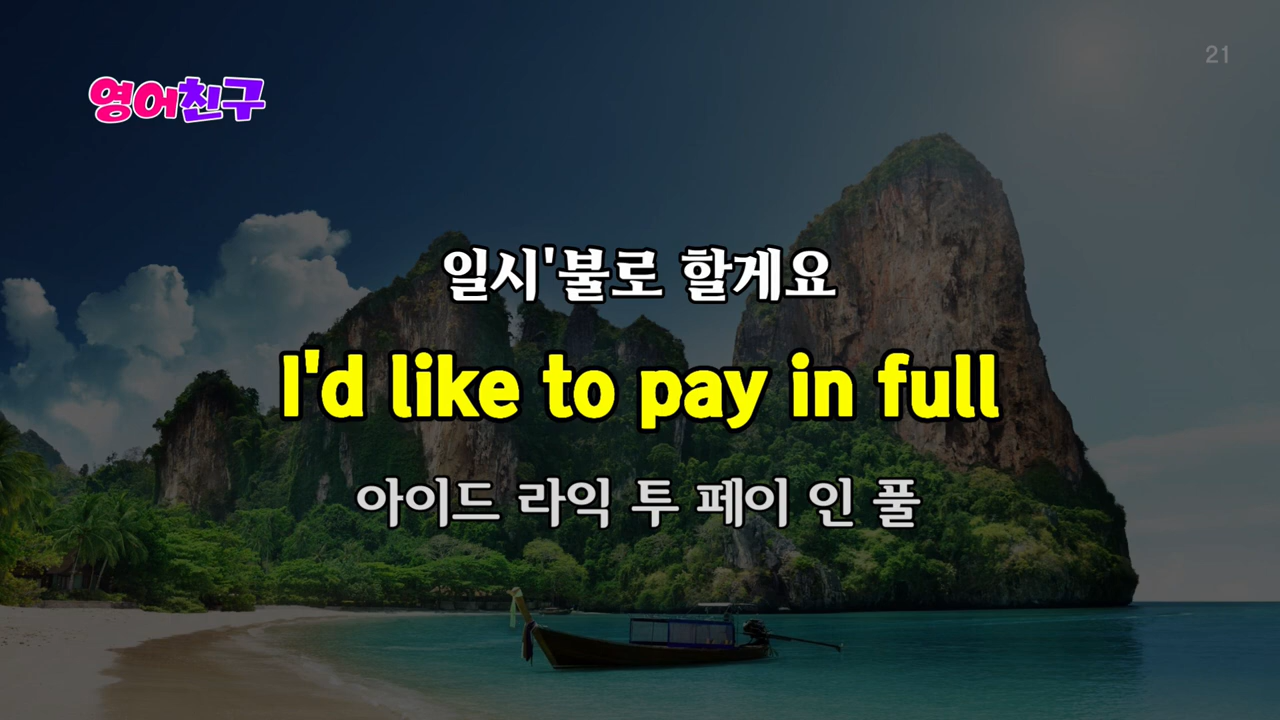 21
영어친구
일시'불로 할게요
I'd like to pay in full
아이드 라익 투 페이 인 풀